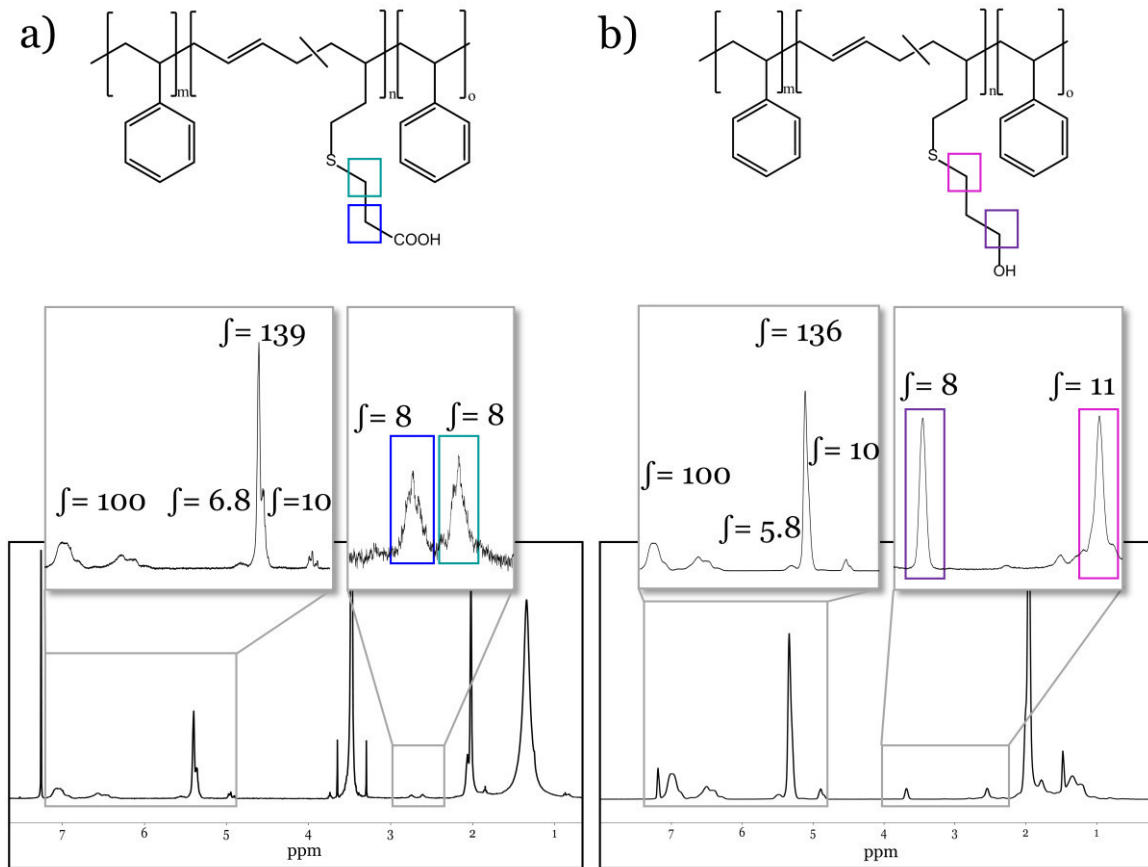 a)
m
n
o
S
COOH
b)
m
n
o
S
OH
∫= 139
∫= 100
∫= 6.8
∫=10
∫= 8
∫= 8
7
6
5
4
3
2
1
ppm
∫= 136
∫= 100
∫= 10
∫= 5.8
∫= 8
∫= 11
7
6
5
4
3
2
1
ppm